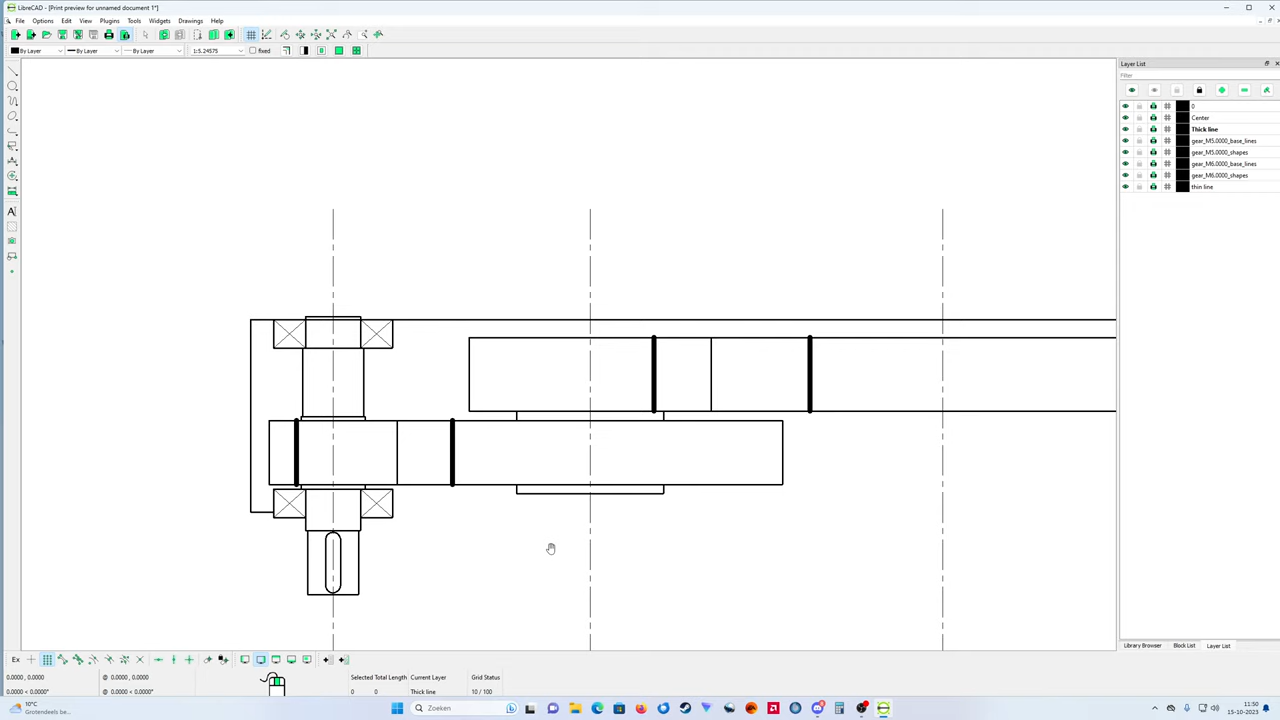 LibreCAD - [Print preview for unnamed document 1*]
File Options Edit View Plugins Tools Widgets Drawings Help
By Layer By Layer By Layer 1:5.24575 fixed
Layer List
Filter
0
Center
Thick line
gear_M5.0000_base_lines
gear_M5.0000_shapes
gear_M6.0000_base_lines
gear_M6.0000_shapes
thin line
A
Library Browser Block List Layer List
Ex
0.0000 , 0.0000 @ 0.0000 , 0.0000 Selected Total Length Current Layer Grid Status
0.0000 < 0.0000° @ 0.0000 < 0.0000° 0 0 Thick line 10 / 100
10°C
Grotendeels be...
Zoeken
11:50
15-10-2023